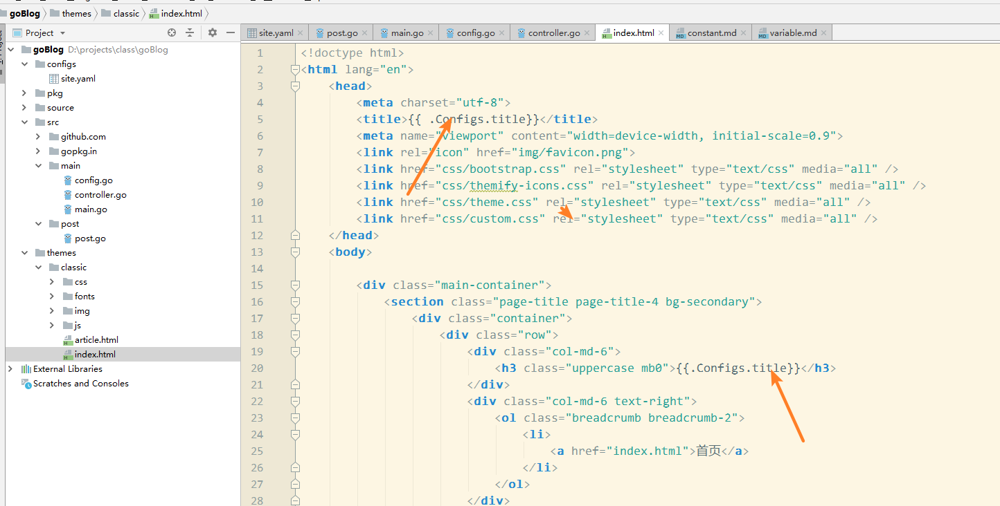 goBlog themes classic index.html
Project
site.yaml post.go main.go config.go controller.go index.html constant.md variable.md
goBlog D:\projects\class\goBlog
configs
site.yaml
pkg
source
src
github.com
gopkg.in
main
config.go
controller.go
main.go
post
post.go
themes
classic
css
fonts
img
js
article.html
index.html
External Libraries
Scratches and Consoles
1 <!doctype html>
2 <html lang="en">
3 <head>
4 <meta charset="utf-8">
5 <title>{{ .Configs.title}}</title>
6 <meta name="viewport" content="width=device-width, initial-scale=0.9">
7 <link rel="icon" href="img/favicon.png">
8 <link href="css/bootstrap.css" rel="stylesheet" type="text/css" media="all" />
9 <link href="css/themify-icons.css" rel="stylesheet" type="text/css" media="all" />
10 <link href="css/theme.css" rel="stylesheet" type="text/css" media="all" />
11 <link href="css/custom.css" rel="stylesheet" type="text/css" media="all" />
12 </head>
13 <body>
14
15 <div class="main-container">
16 <section class="page-title page-title-4 bg-secondary">
17 <div class="container">
18 <div class="row">
19 <div class="col-md-6">
20 <h3 class="uppercase mb0">{{.Configs.title}}</h3>
21 </div>
22 <div class="col-md-6 text-right">
23 <ol class="breadcrumb breadcrumb-2">
24 <li>
25 <a href="index.html">首页</a>
26 </li>
27 </ol>
28 </div>